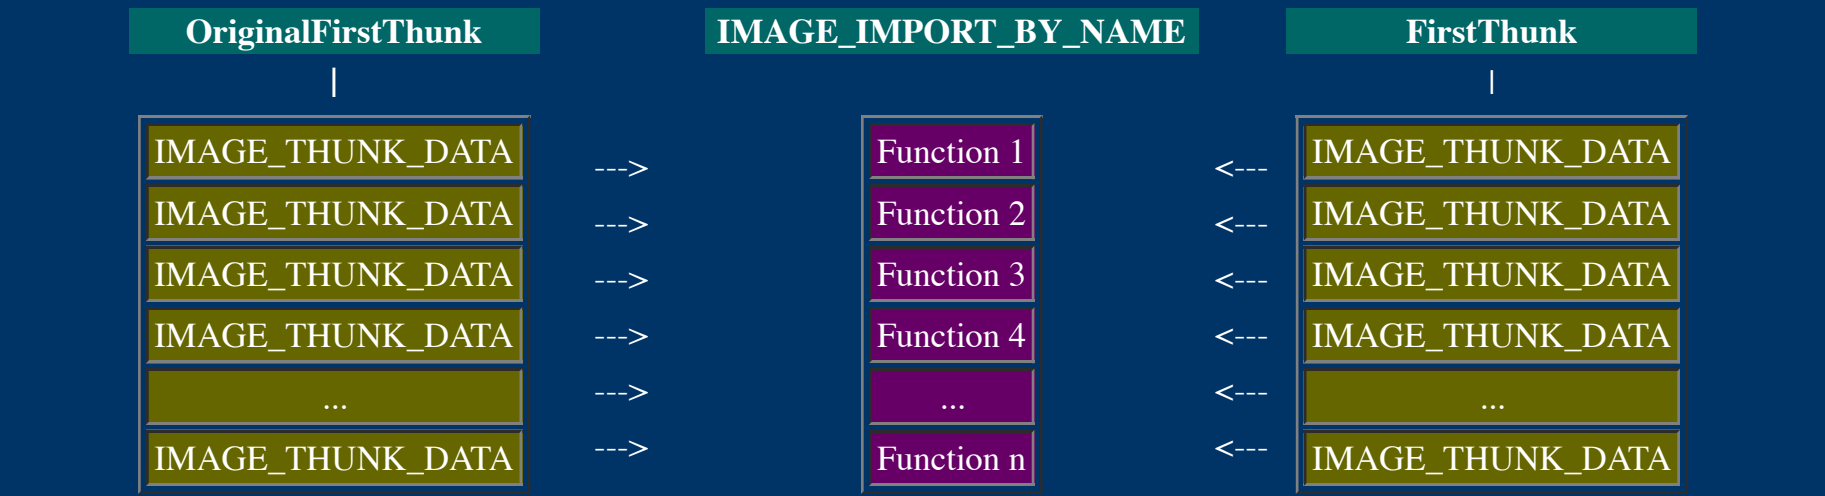 OriginalFirstThunk IMAGE_IMPORT_BY_NAME FirstThunk
| |
IMAGE_THUNK_DATA ---> Function 1 <--- IMAGE_THUNK_DATA
IMAGE_THUNK_DATA ---> Function 2 <--- IMAGE_THUNK_DATA
IMAGE_THUNK_DATA ---> Function 3 <--- IMAGE_THUNK_DATA
IMAGE_THUNK_DATA ---> Function 4 <--- IMAGE_THUNK_DATA
... ---> ... <--- ...
IMAGE_THUNK_DATA ---> Function n <--- IMAGE_THUNK_DATA